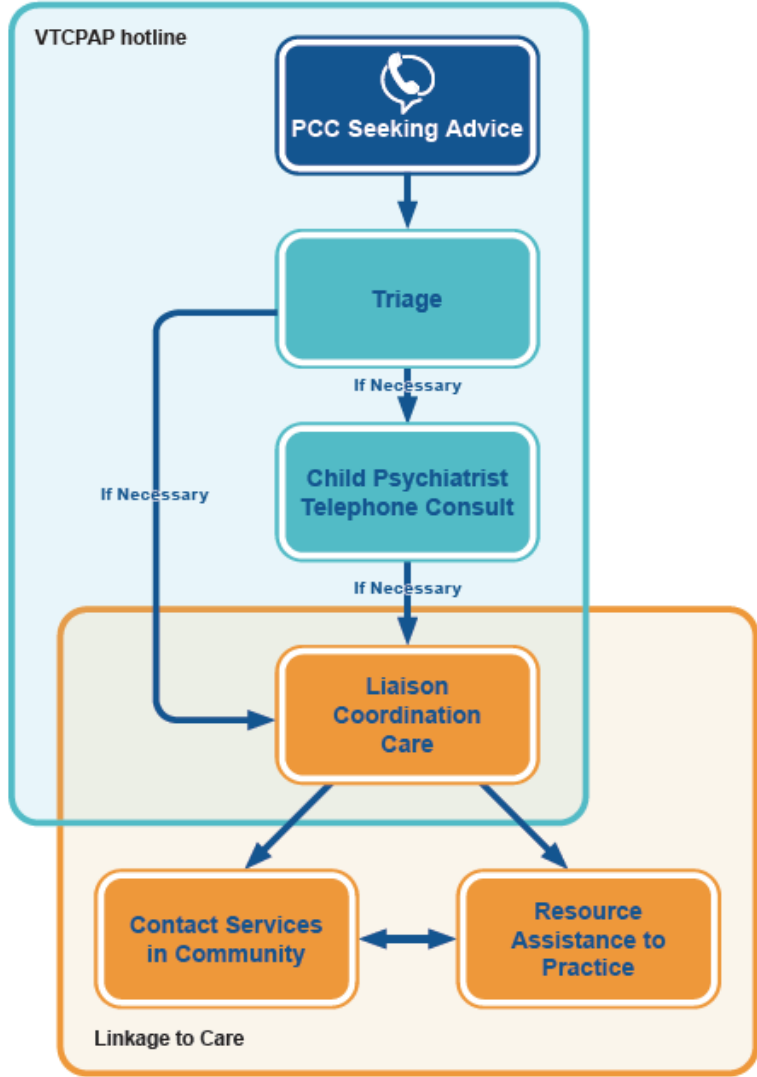 VTCPAP hotline
PCC Seeking Advice
Triage
If Necessary
Child Psychiatrist
Telephone Consult
If Necessary
If Necessary
Liaison
Coordination
Care
Contact Services
in Community
Resource
Assistance to
Practice
Linkage to Care